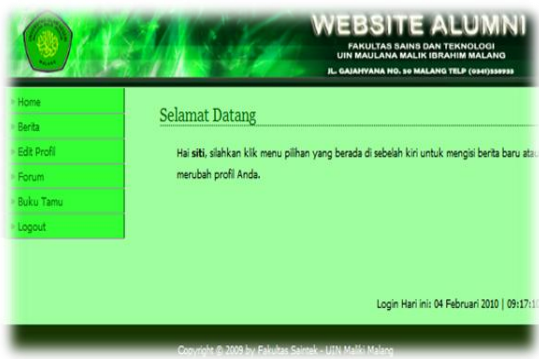 WEBSITE ALUMNI
FAKULTAS SAINS DAN TEKNOLOGI
UIN MAULANA MALIK IBRAHIM MALANG
JL. GAJAHYANA NO. 50 MALANG TELP (0341)558933
Home
Berita
Edit Profil
Forum
Buku Tamu
Logout
Selamat Datang
Hai siti, silahkan klik menu pilihan yang berada di sebelah kiri untuk mengisi berita baru atau
merubah profil Anda.
Login Hari ini: 04 Februari 2010 | 09:17:10
Copyright © 2009 by Fakultas Saintek - UIN Maliki Malang